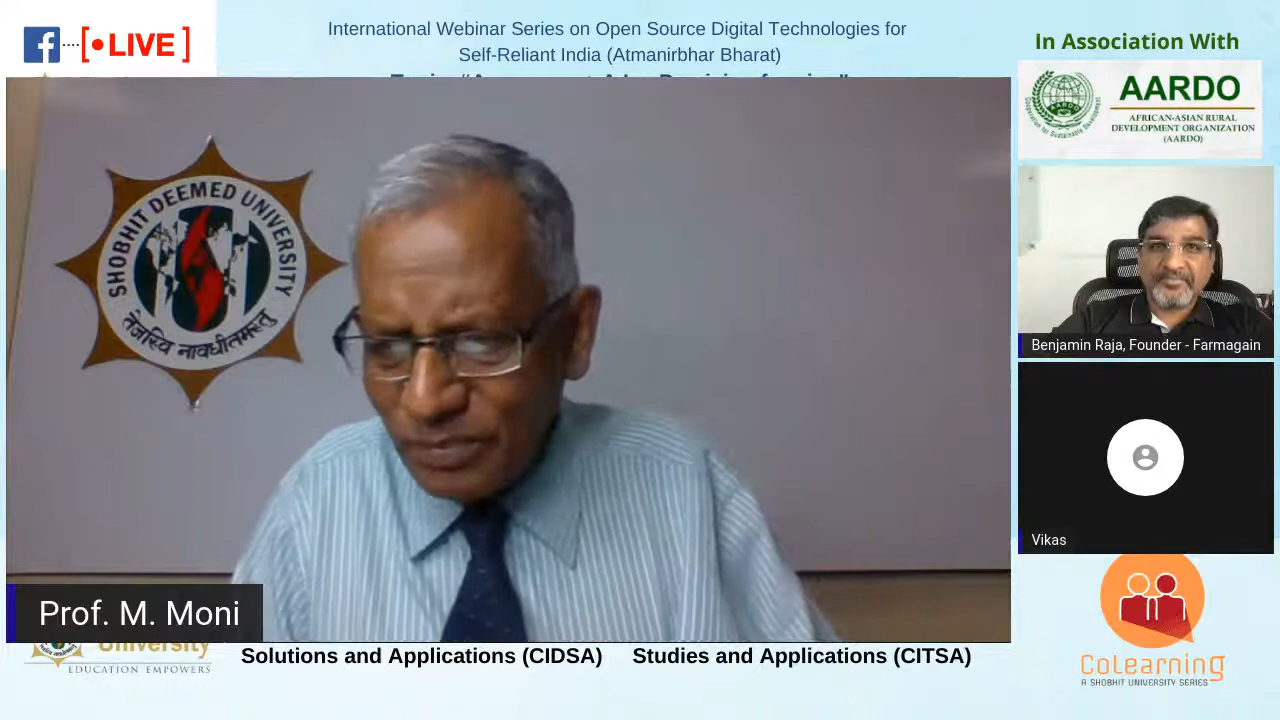 LIVE
International Webinar Series on Open Source Digital Technologies for
Self-Reliant India (Atmanirbhar Bharat)
In Association With
AARDO
AFRICAN-ASIAN RURAL
DEVELOPMENT ORGANIZATION
(AARDO)
SHOBHIT DEEMED UNIVERSITY
तेजस्वि नावधीतमस्तु
Benjamin Raja, Founder - Farmagain
Vikas
Prof. M. Moni
University
EDUCATION EMPOWERS
Solutions and Applications (CIDSA) Studies and Applications (CITSA)
CoLearning
A SHOBHIT UNIVERSITY SERIES